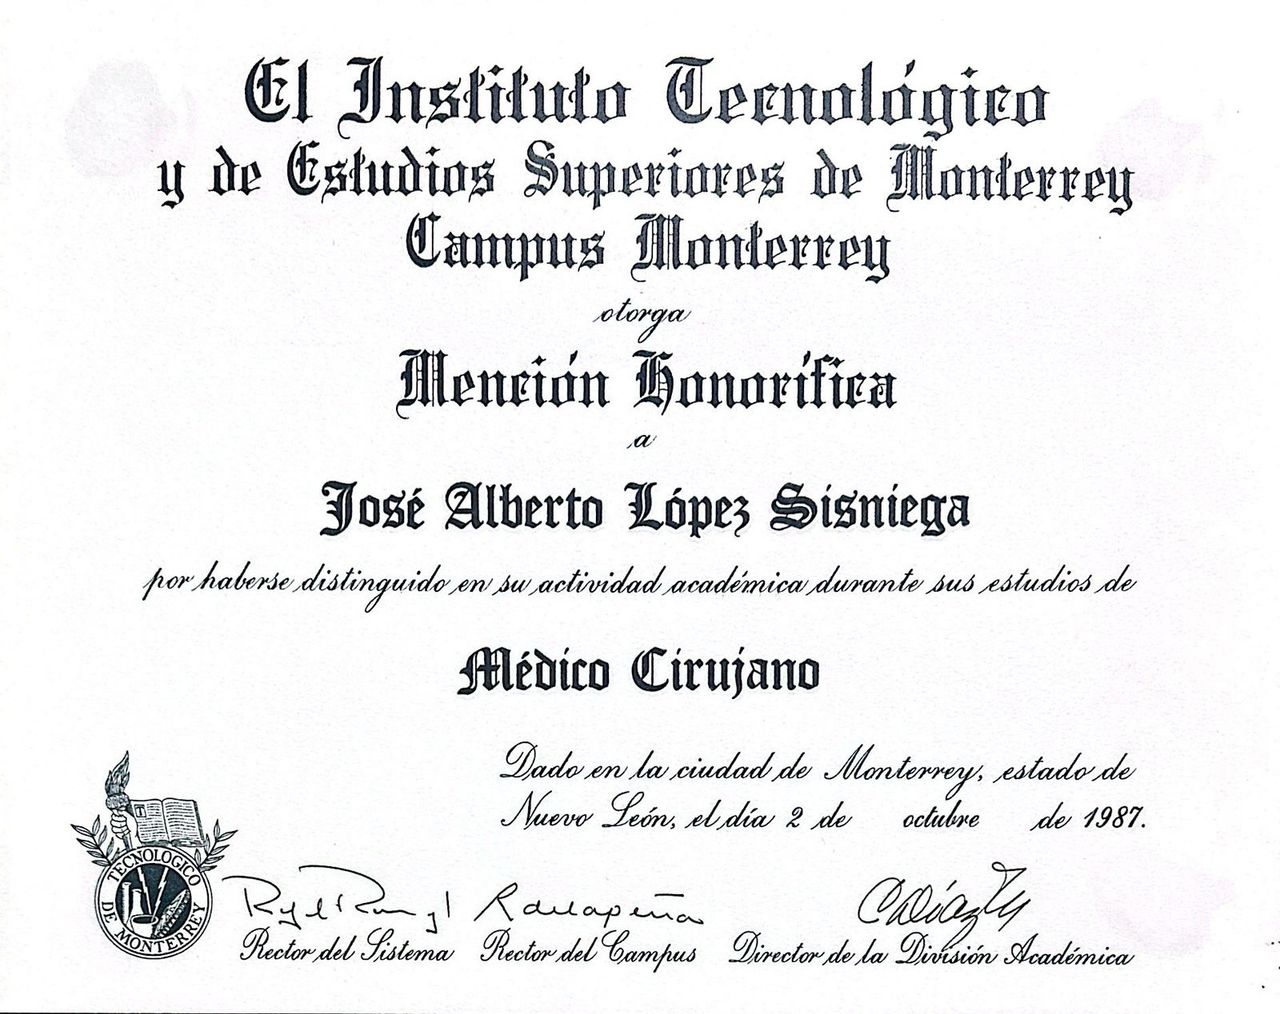 El Instituto Tecnológico
y de Estudios Superiores de Monterrey
Campus Monterrey
otorga
Mención Honorífica
a
José Alberto López Sisniega
por haberse distinguido en su actividad académica durante sus estudios de
Médico Cirujano
Dado en la ciudad de Monterrey, estado de
Nuevo León, el día 2 de octubre de 1987.
TECNOLOGICO
DE MONTERREY
Rector del Sistema Rector del Campus Director de la División Académica